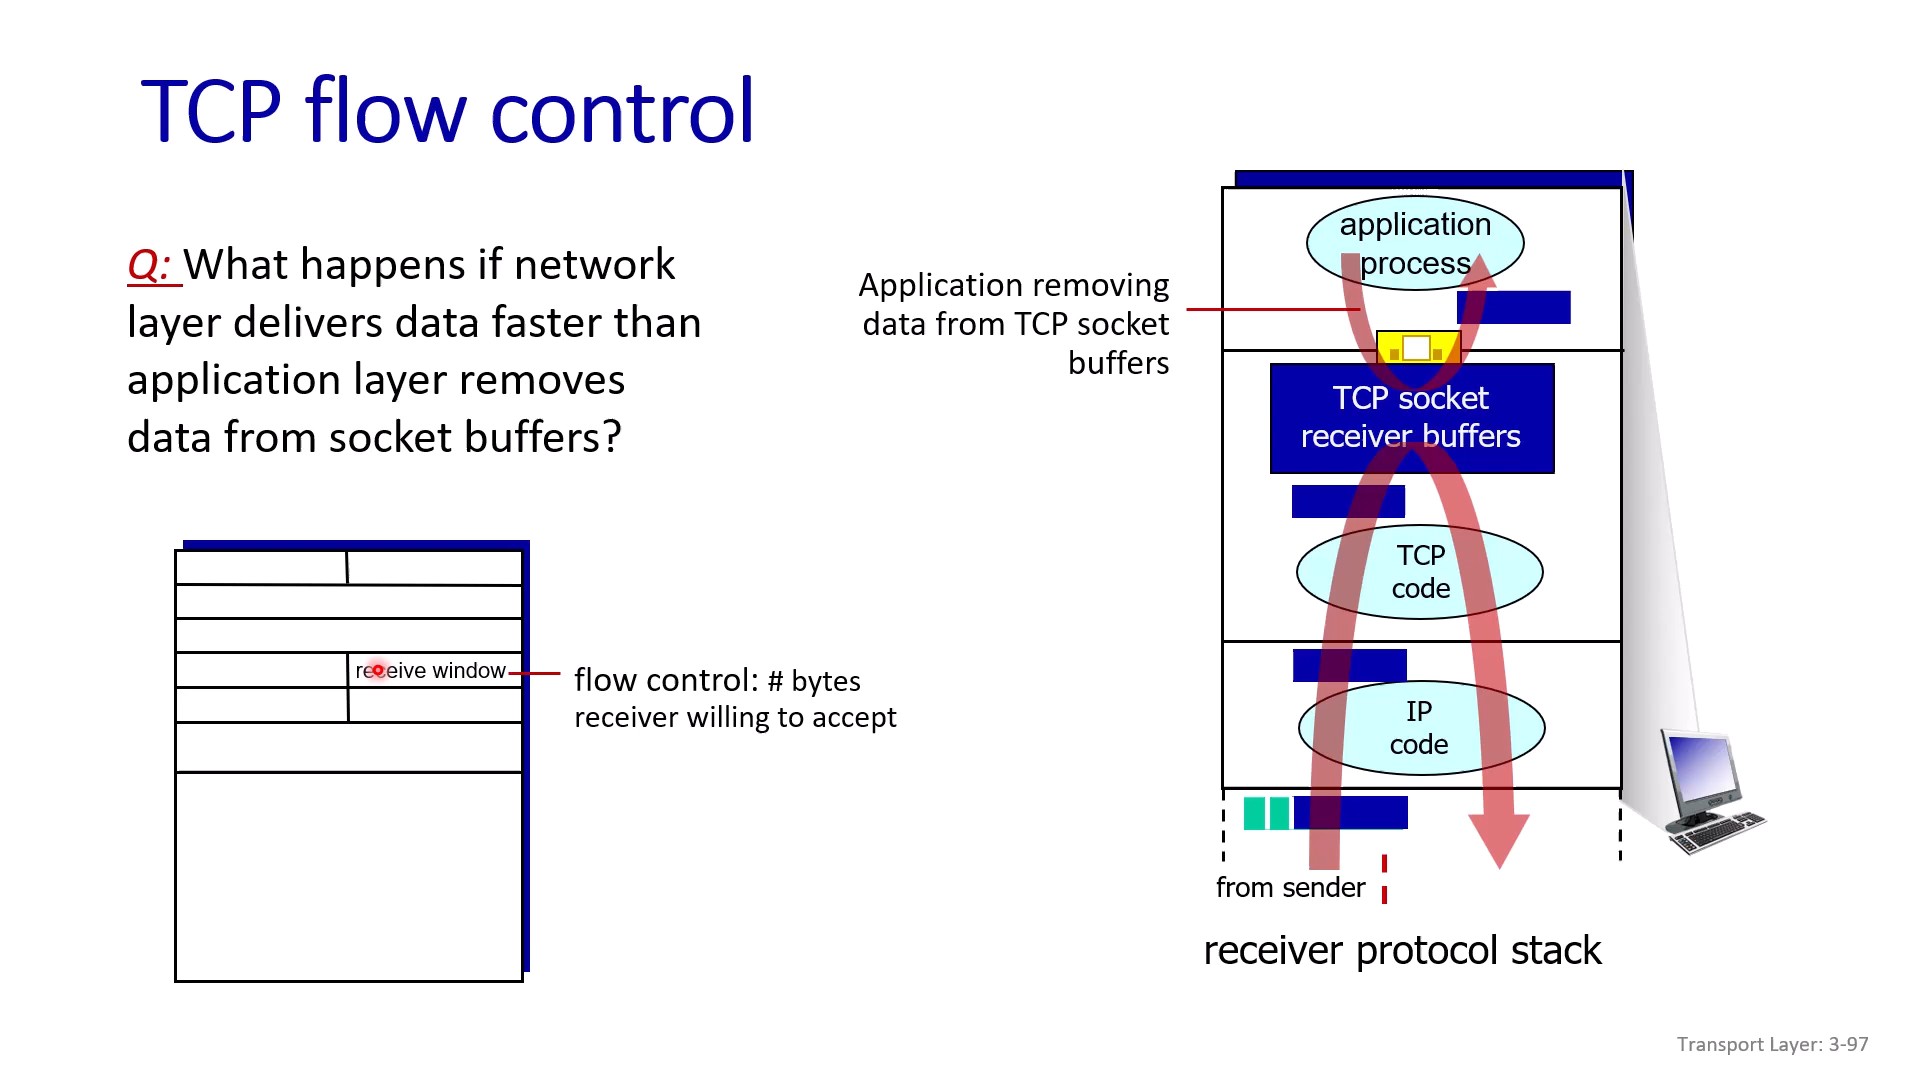 TCP flow control
Q: What happens if network
layer delivers data faster than
application layer removes
data from socket buffers?
receive window
flow control: # bytes
receiver willing to accept
Application removing
data from TCP socket
buffers
application
process
TCP socket
receiver buffers
TCP
code
IP
code
from sender
receiver protocol stack
Transport Layer: 3-97